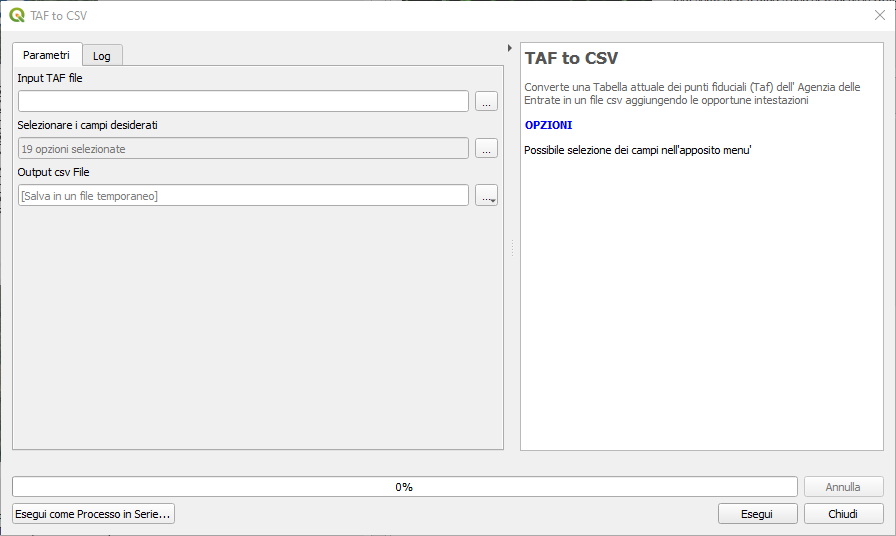 TAF to CSV
Parametri
Log
Input TAF file
...
Selezionare i campi desiderati
19 opzioni selezionate
...
Output csv File
[Salva in un file temporaneo]
...
TAF to CSV
Converte una Tabella attuale dei punti fiduciali (Taf) dell' Agenzia delle
Entrate in un file csv aggiungendo le opportune intestazioni
OPZIONI
Possibile selezione dei campi nell'apposito menu'
0%
Annulla
Esegui come Processo in Serie...
Esegui
Chiudi